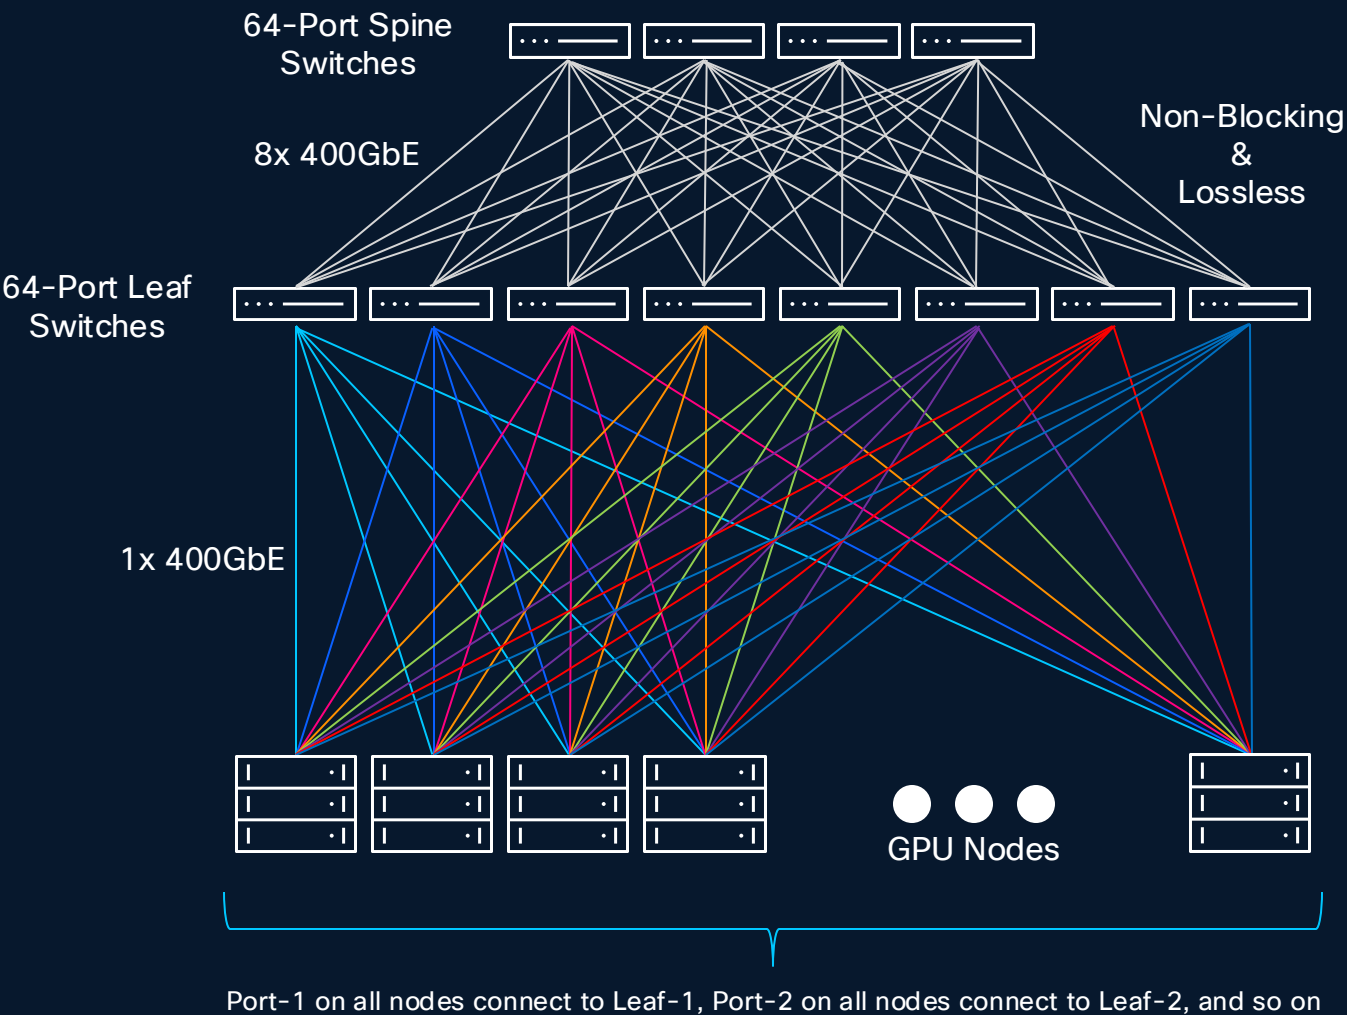 64-Port Spine
Switches
8x 400GbE
Non-Blocking
&
Lossless
64-Port Leaf
Switches
1x 400GbE
GPU Nodes
Port-1 on all nodes connect to Leaf-1, Port-2 on all nodes connect to Leaf-2, and so on